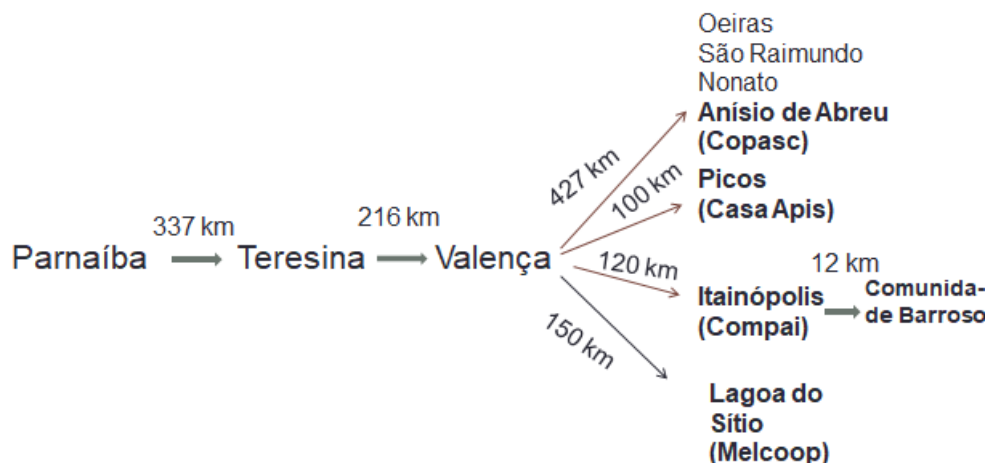 Oeiras
São Raimundo
Nonato
Anísio de Abreu
(Copasc)
427 km
100 km
Picos
(Casa Apis)
337 km
216 km
Parnaíba
Teresina
Valença
120 km
12 km
Itainópolis
(Compai)
Comunida-
de Barroso
150 km
Lagoa do
Sítio
(Melcoop)